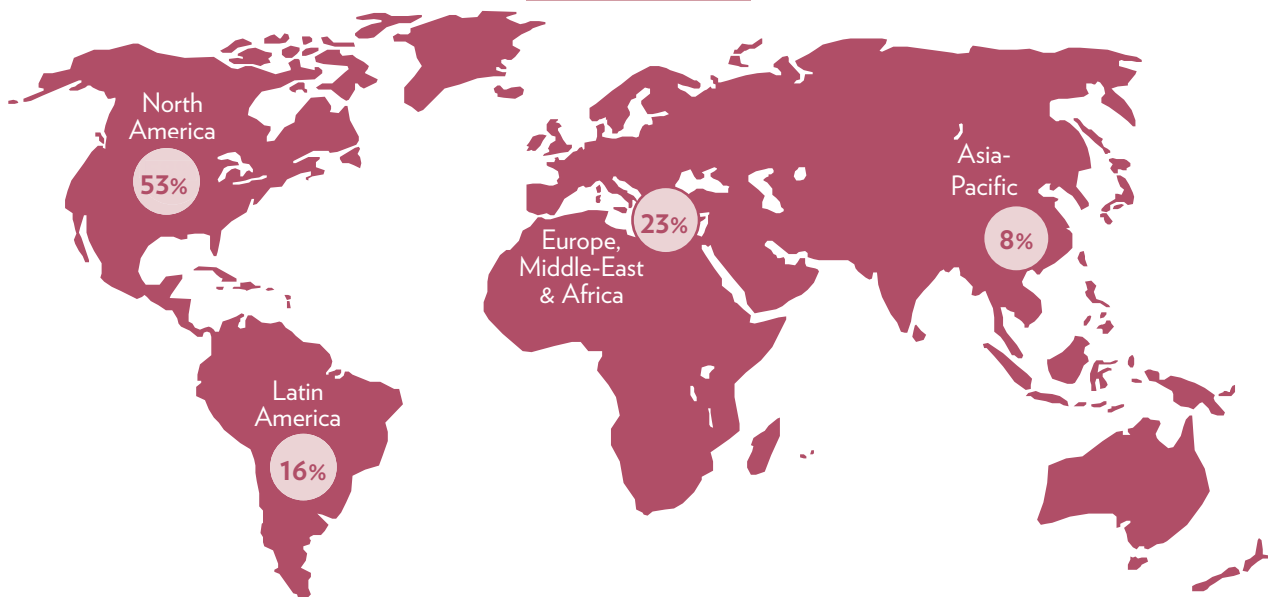 North
America
53%
Europe,
Middle-East
& Africa
23%
Asia-
Pacific
8%
Latin
America
16%